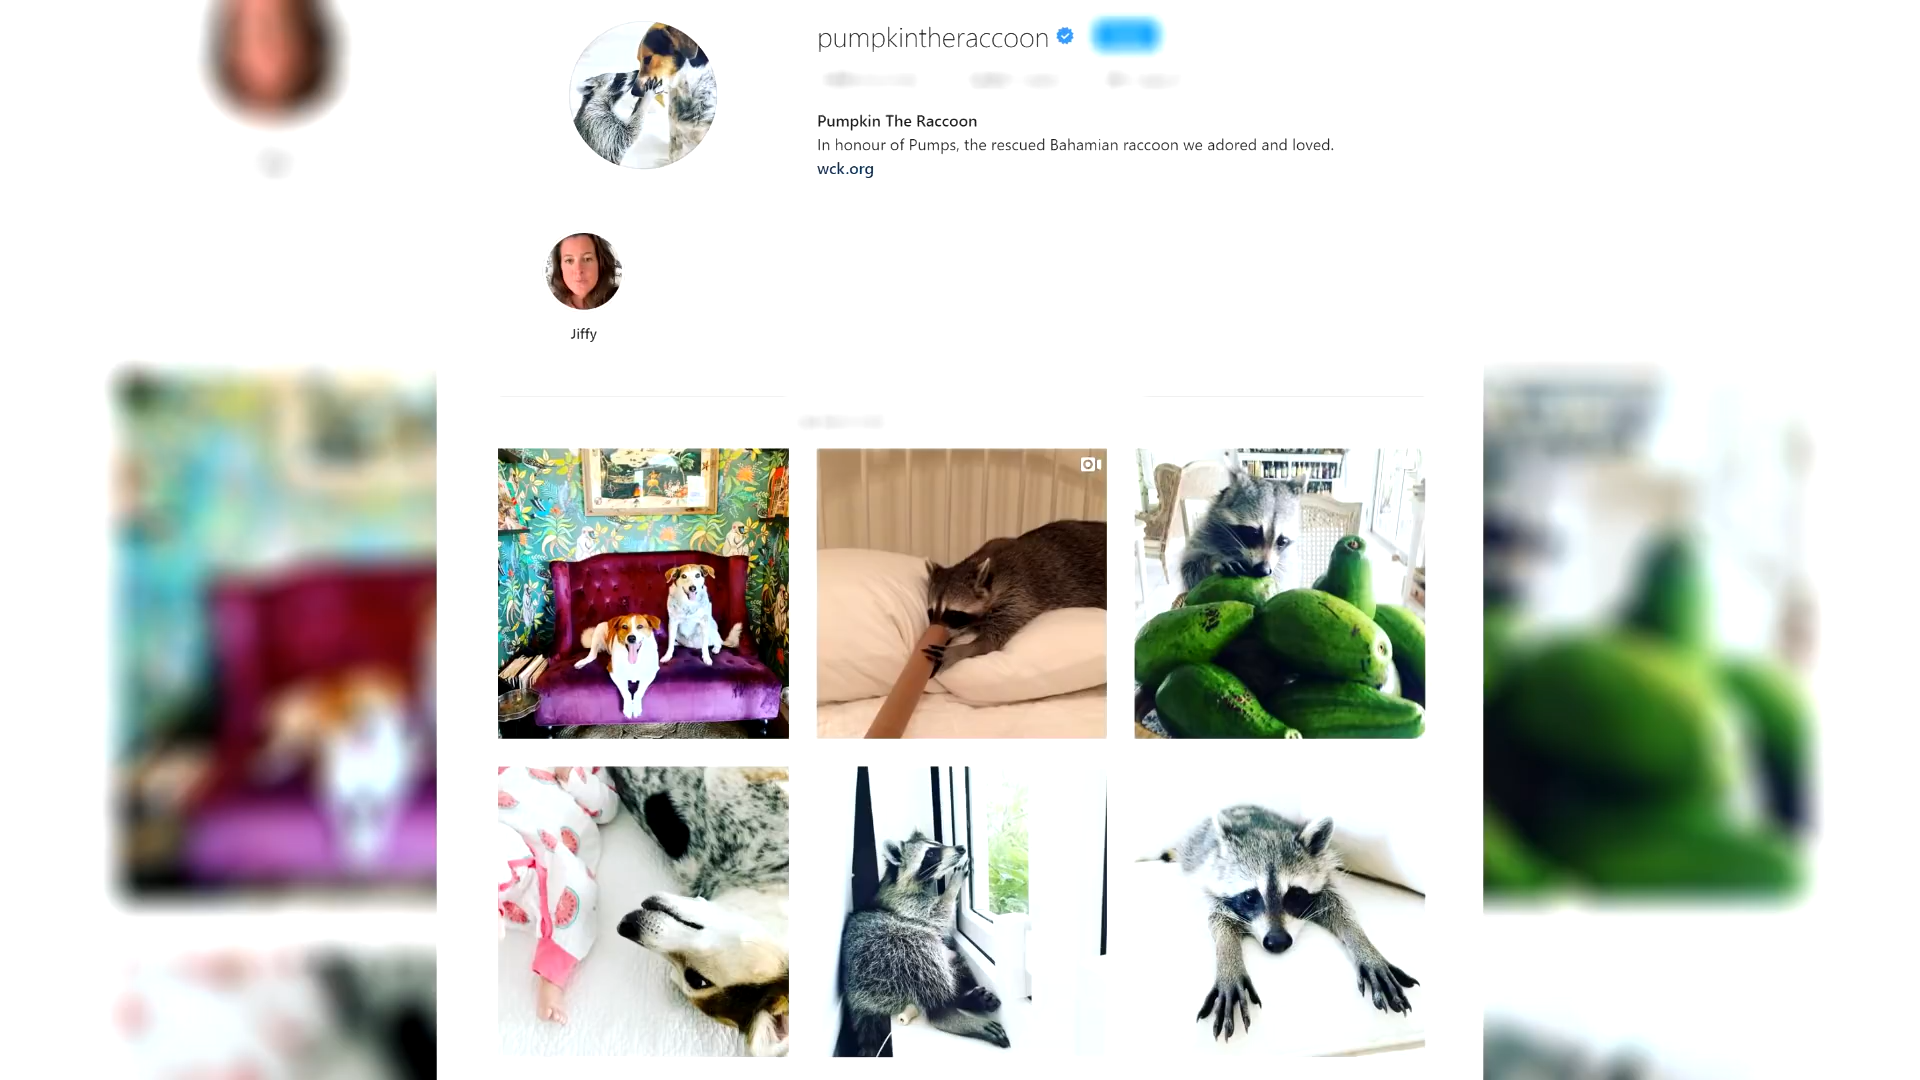 pumpkintheraccoon
Pumpkin The Raccoon
In honour of Pumps, the rescued Bahamian raccoon we adored and loved.
wck.org
Jiffy